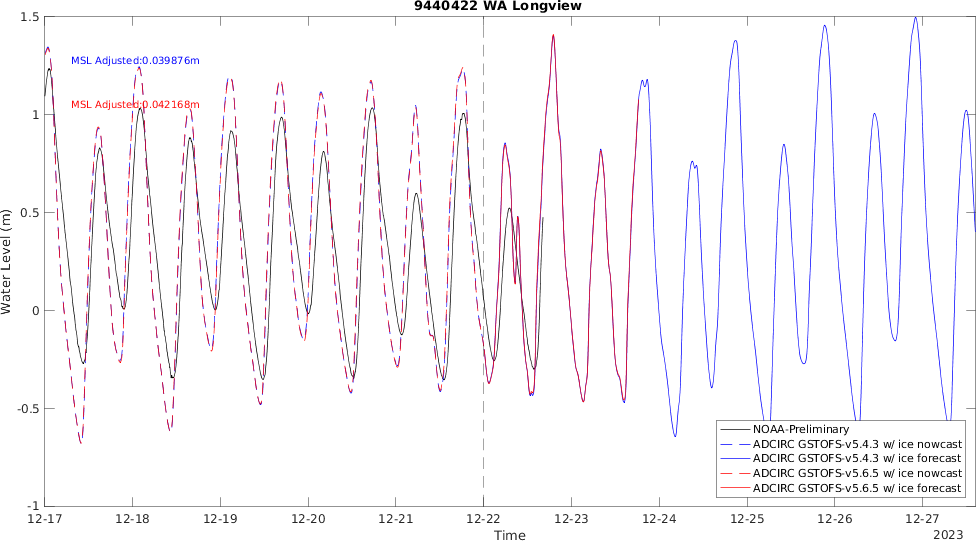 9440422 WA Longview
1.5
1
0.5
0
-0.5
-1
Water Level (m)
MSL Adjusted:0.039876m
MSL Adjusted:0.042168m
NOAA-Preliminary
ADCIRC GSTOFS-v5.4.3 w/ ice nowcast
ADCIRC GSTOFS-v5.4.3 w/ ice forecast
ADCIRC GSTOFS-v5.6.5 w/ ice nowcast
ADCIRC GSTOFS-v5.6.5 w/ ice forecast
12-17 12-18 12-19 12-20 12-21 12-22 12-23 12-24 12-25 12-26 12-27
Time
2023